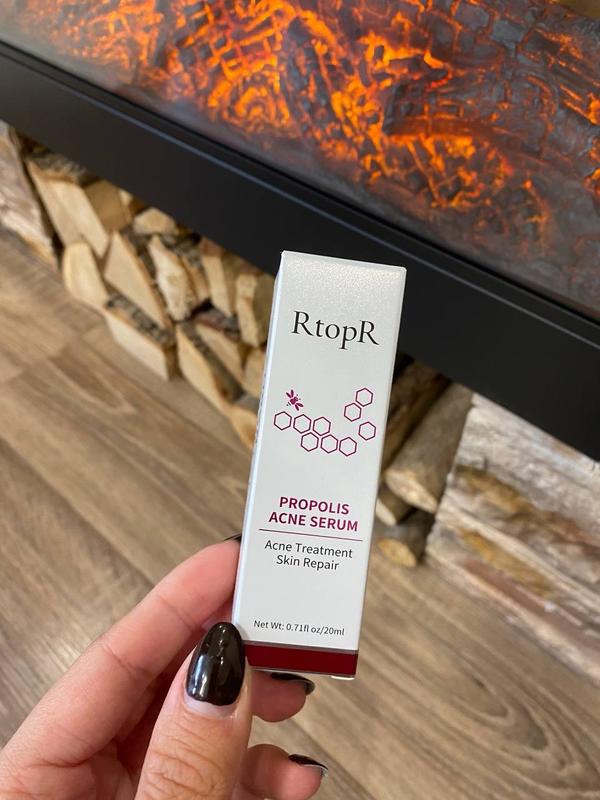 RtopR
PROPOLIS
ACNE SERUM
Acne Treatment
Skin Repair
Net Wt: 0.71fl oz/20ml